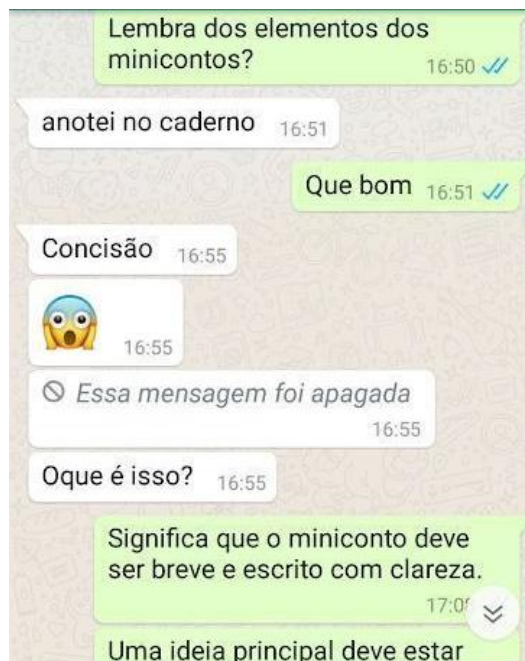 Lembra dos elementos dos
minicontos?
16:50
anotei no caderno 16:51
Que bom 16:51
Concisão 16:55
16:55
Essa mensagem foi apagada
16:55
Oque é isso? 16:55
Significa que o miniconto deve
ser breve e escrito com clareza.
Uma ideia principal deve estar